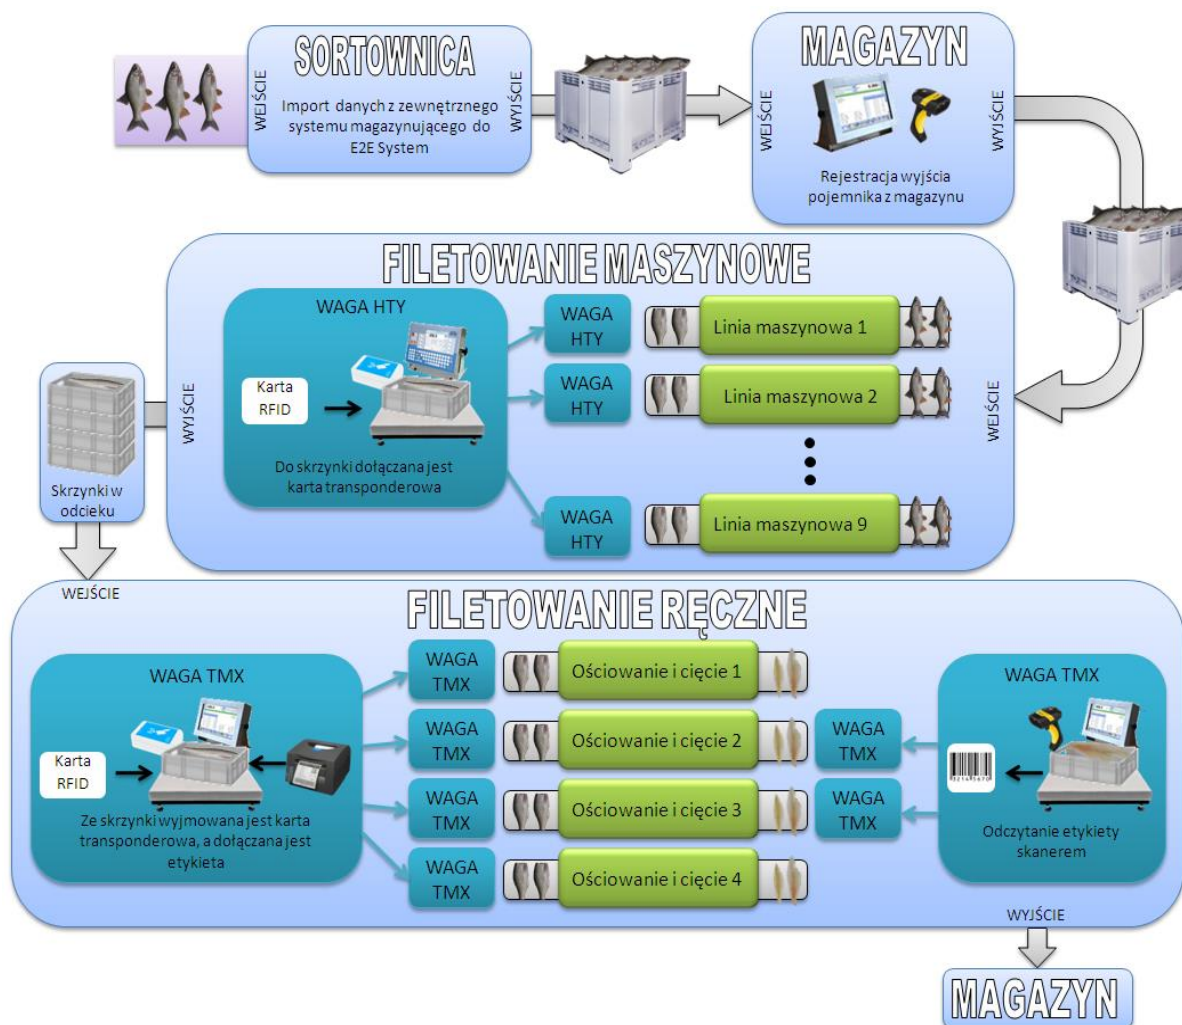 SORTOWNICA
WEJŚCIE
Import danych z zewnętrznego
systemu magazynującego do
E2E System
WYJŚCIE
MAGAZYN
WEJŚCIE
WYJŚCIE
Rejestracja wyjścia
pojemnika z magazynu
FILETOWANIE MASZYNOWE
WAGA HTY
Karta
RFID
Do skrzynki dołączana jest
karta transponderowa
WAGA
HTY
Linia maszynowa 1
WAGA
HTY
Linia maszynowa 2
WAGA
HTY
Linia maszynowa 9
WEJŚCIE
WYJŚCIE
Skrzynki w
odcieku
WEJŚCIE
FILETOWANIE RĘCZNE
WAGA TMX
Karta
RFID
Ze skrzynki wyjmowana jest karta
transponderowa, a dołączana jest
etykieta
WAGA
TMX
Ościowanie i cięcie 1
WAGA
TMX
Ościowanie i cięcie 2
WAGA
TMX
WAGA
TMX
Ościowanie i cięcie 3
WAGA
TMX
WAGA
TMX
Ościowanie i cięcie 4
WAGA TMX
Odczytanie etykiety
skanerem
WYJŚCIE
MAGAZYN